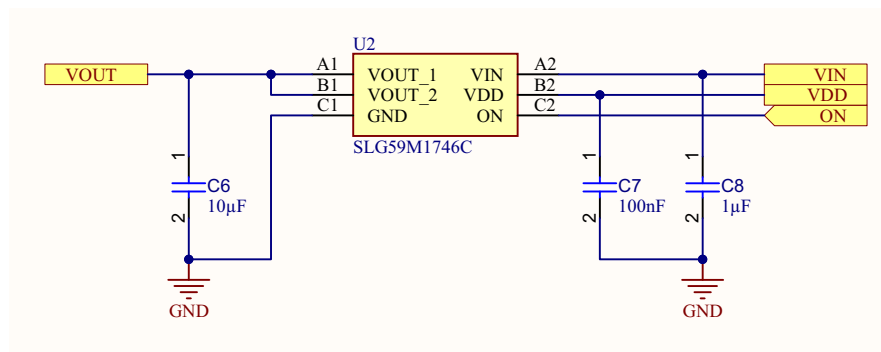 U2
VOUT
A1
VOUT_1
VIN
A2
VIN
B1
VOUT_2
VDD
B2
VDD
C1
GND
ON
C2
ON
SLG59M1746C
1
C6
10µF
2
1
C7
100nF
2
1
C8
1µF
2
GND
GND